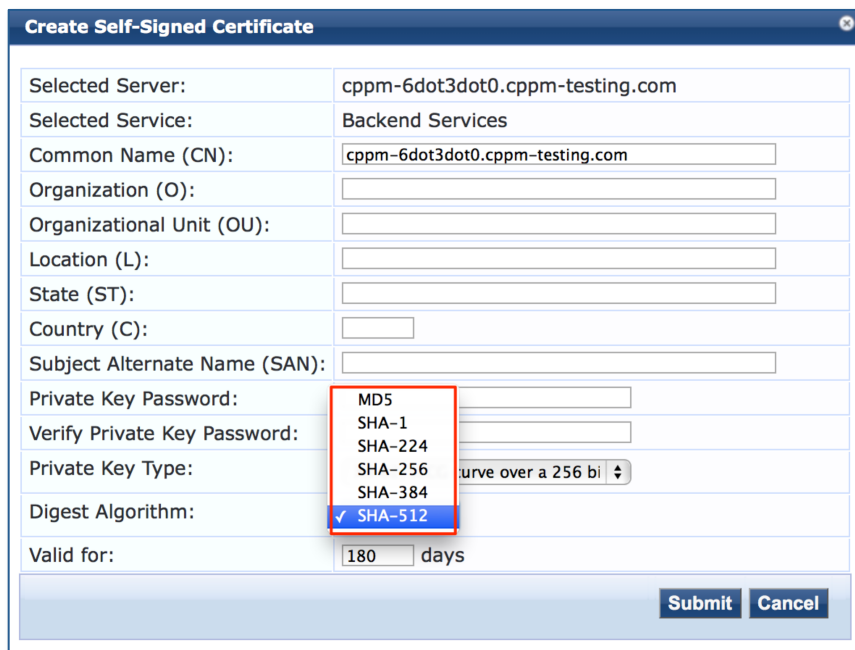 Create Self-Signed Certificate
Selected Server: cppm-6dot3dot0.cppm-testing.com
Selected Service: Backend Services
Common Name (CN): cppm-6dot3dot0.cppm-testing.com
Organization (O):
Organizational Unit (OU):
Location (L):
State (ST):
Country (C):
Subject Alternate Name (SAN):
Private Key Password:
MD5
SHA-1
Verify Private Key Password:
SHA-224
Private Key Type:
SHA-256 curve over a 256 bi
SHA-384
Digest Algorithm:
✓ SHA-512
Valid for: 180 days
Submit Cancel